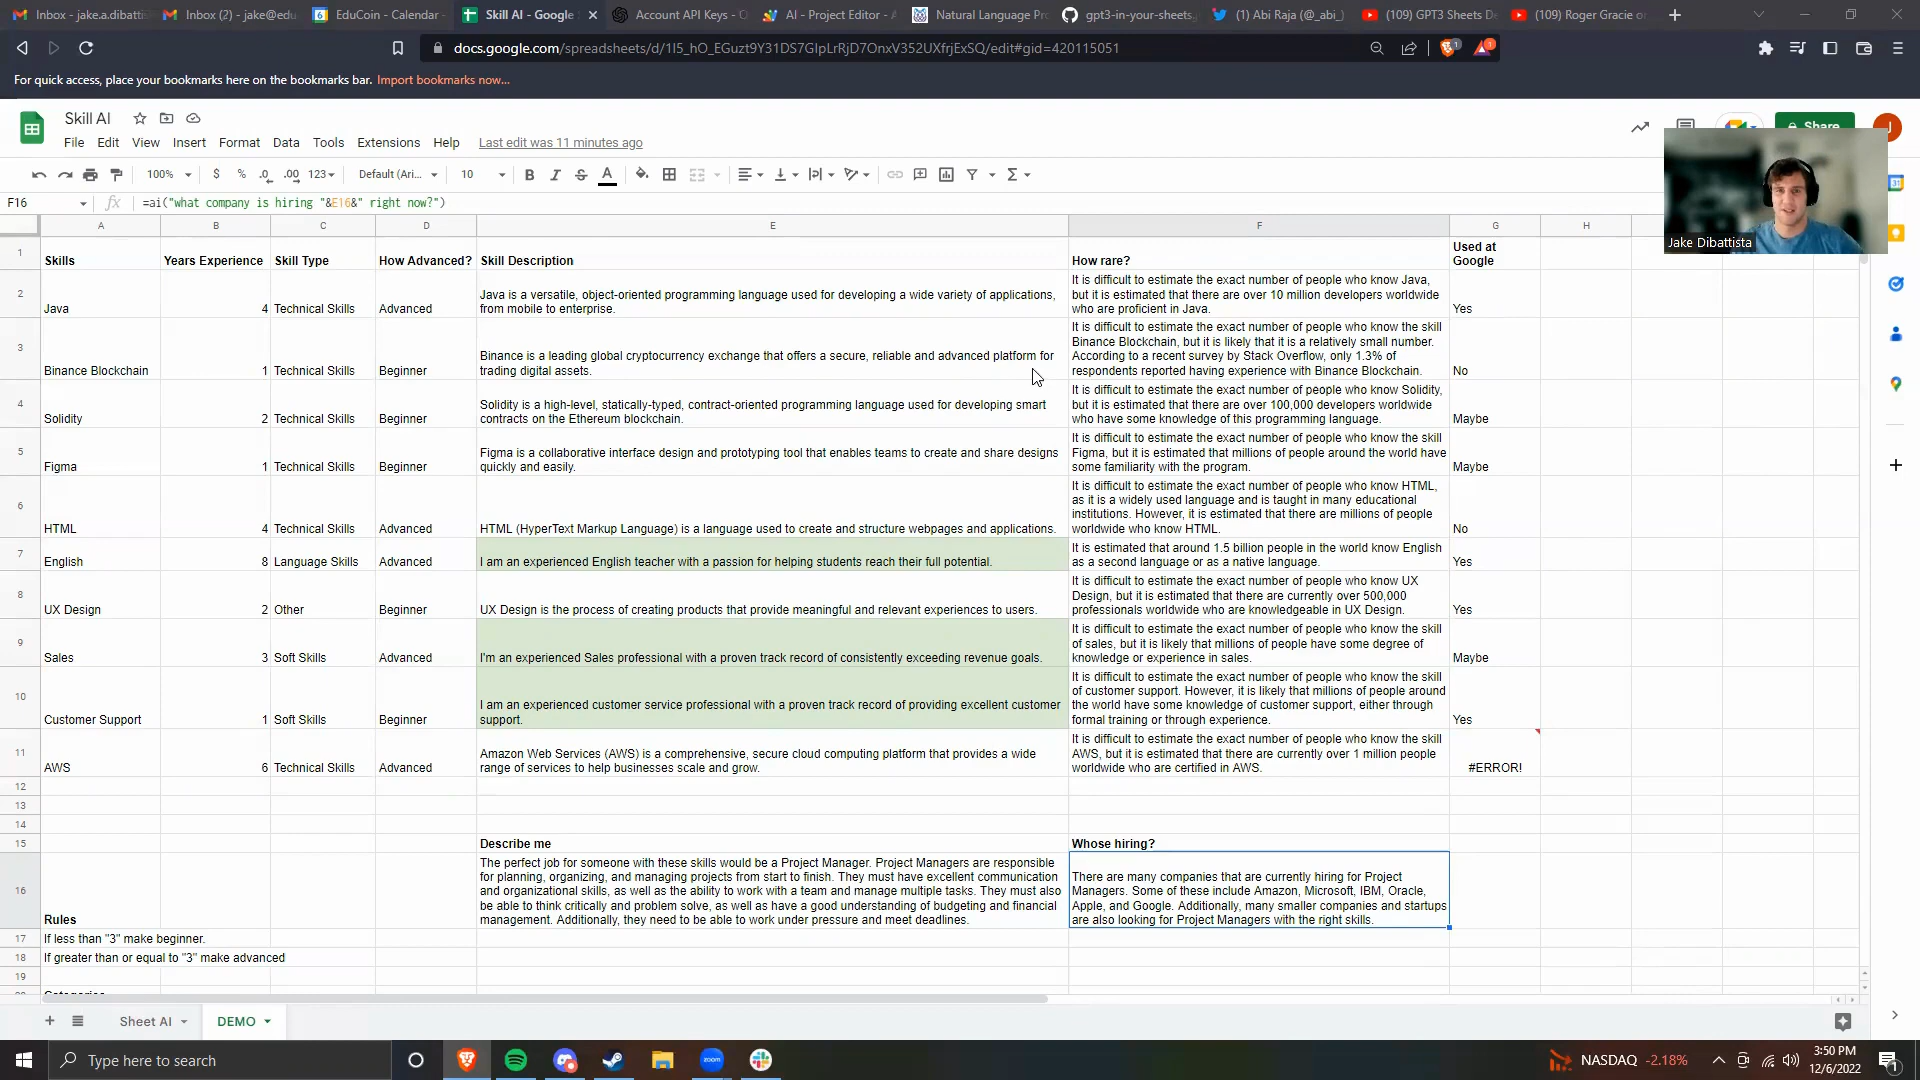 Inbox - jake.a.dibattis
Inbox (2) - jake@edu
EduCoin - Calendar
Skill AI - Google
Account API Keys - O
AI - Project Editor - A
Natural Language Pro
gpt3-in-your-sheets.
(1) Abi Raja (@_abi_)
(109) GPT3 Sheets De
(109) Roger Gracie on
docs.google.com/spreadsheets/d/1I5_hO_EGuzt9Y31DS7GIpLrRjD7OnxV352UXfrjExSQ/edit#gid=420115051
For quick access, place your bookmarks here on the bookmarks bar. Import bookmarks now...
Skill AI
Share
J
File Edit View Insert Format Data Tools Extensions Help Last edit was 11 minutes ago
100% $ % .0 .00 123 Default (Ari... 10 B I S A
F16 fx =ai("what company is hiring "&E16&" right now?")
Jake Dibattista
A B C D E F G H
1 Skills Years Experience Skill Type How Advanced? Skill Description How rare? Used at Google
2 Java 4 Technical Skills Advanced
Java is a versatile, object-oriented programming language used for developing a wide variety of applications,
from mobile to enterprise.
It is difficult to estimate the exact number of people who know Java,
but it is estimated that there are over 10 million developers worldwide
who are proficient in Java.
Yes
3 Binance Blockchain 1 Technical Skills Beginner
Binance is a leading global cryptocurrency exchange that offers a secure, reliable and advanced platform for
trading digital assets.
It is difficult to estimate the exact number of people who know the skill
Binance Blockchain, but it is likely that it is a relatively small number.
According to a recent survey by Stack Overflow, only 1.3% of
respondents reported having experience with Binance Blockchain.
No
4 Solidity 2 Technical Skills Beginner
Solidity is a high-level, statically-typed, contract-oriented programming language used for developing smart
contracts on the Ethereum blockchain.
It is difficult to estimate the exact number of people who know Solidity,
but it is estimated that there are over 100,000 developers worldwide
who have some knowledge of this programming language.
Maybe
5 Figma 1 Technical Skills Beginner
Figma is a collaborative interface design and prototyping tool that enables teams to create and share designs
quickly and easily.
It is difficult to estimate the exact number of people who know the skill
Figma, but it is estimated that millions of people around the world have
some familiarity with the program.
Maybe
6 HTML 4 Technical Skills Advanced
HTML (HyperText Markup Language) is a language used to create and structure webpages and applications.
It is difficult to estimate the exact number of people who know HTML,
as it is a widely used language and is taught in many educational
institutions. However, it is estimated that there are millions of people
worldwide who know HTML.
No
7 English 8 Language Skills Advanced
I am an experienced English teacher with a passion for helping students reach their full potential.
It is estimated that around 1.5 billion people in the world know English
as a second language or as a native language.
Yes
8 UX Design 2 Other Beginner
UX Design is the process of creating products that provide meaningful and relevant experiences to users.
It is difficult to estimate the exact number of people who know UX
Design, but it is estimated that there are currently over 500,000
professionals worldwide who are knowledgeable in UX Design.
Yes
9 Sales 3 Soft Skills Advanced
I'm an experienced Sales professional with a proven track record of consistently exceeding revenue goals.
It is difficult to estimate the exact number of people who know the skill
of sales, but it is likely that millions of people have some degree of
knowledge or experience in sales.
Maybe
10 Customer Support 1 Soft Skills Beginner
I am an experienced customer service professional with a proven track record of providing excellent customer
support.
It is difficult to estimate the exact number of people who know the skill
of customer support. However, it is likely that millions of people around
the world have some knowledge of customer support, either through
formal training or through experience.
Yes
11 AWS 6 Technical Skills Advanced
Amazon Web Services (AWS) is a comprehensive, secure cloud computing platform that provides a wide
range of services to help businesses scale and grow.
It is difficult to estimate the exact number of people who know the skill
AWS, but it is estimated that there are currently over 1 million people
worldwide who are certified in AWS.
#ERROR!
12
13
14
15 Describe me Whose hiring?
16 Rules
The perfect job for someone with these skills would be a Project Manager. Project Managers are responsible
for planning, organizing, and managing projects from start to finish. They must have excellent communication
and organizational skills, as well as the ability to work with a team and manage multiple tasks. They must also
be able to think critically and problem solve, as well as have a good understanding of budgeting and financial
management. Additionally, they need to be able to work under pressure and meet deadlines.
There are many companies that are currently hiring for Project
Managers. Some of these include Amazon, Microsoft, IBM, Oracle,
Apple, and Google. Additionally, many smaller companies and startups
are also looking for Project Managers with the right skills.
17 If less than "3" make beginner.
18 If greater than or equal to "3" make advanced
19
Sheet AI DEMO
Type here to search
zoom
NASDAQ -2.18%
3:50 PM
12/6/2022